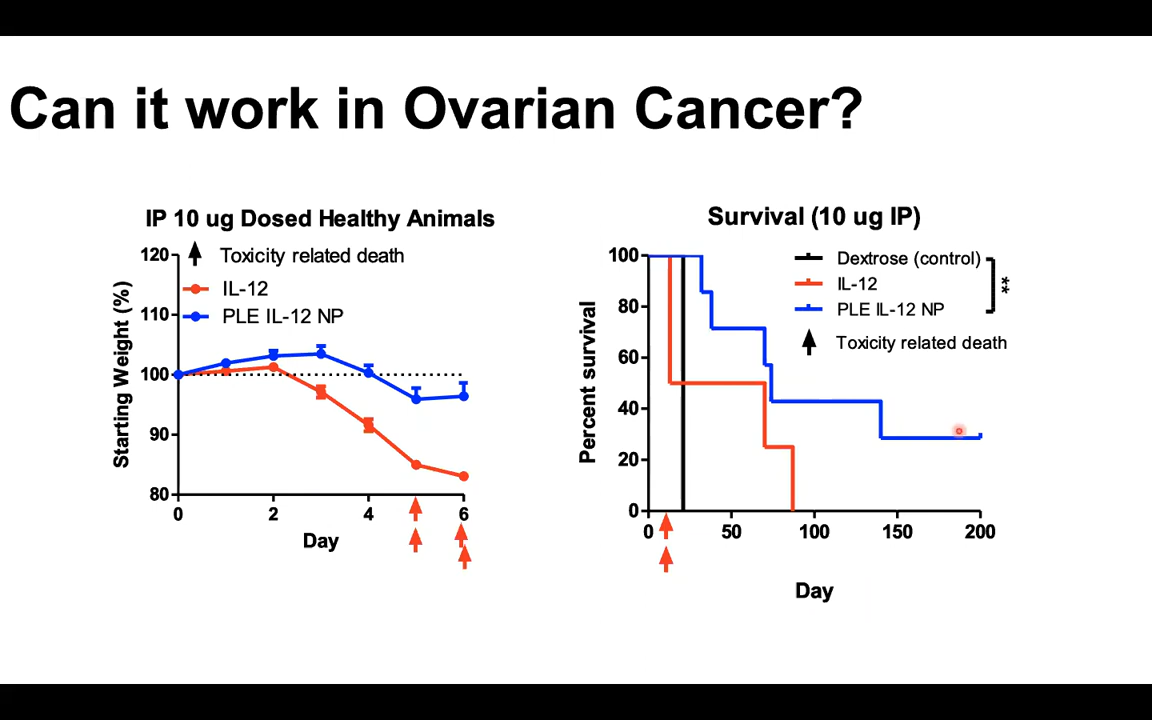 Can it work in Ovarian Cancer?
IP 10 ug Dosed Healthy Animals
Toxicity related death
IL-12
PLE IL-12 NP
Starting Weight (%)
120
110
100
90
80
0
2
4
6
Day
Survival (10 ug IP)
Dextrose (control)
IL-12
PLE IL-12 NP
**
Toxicity related death
Percent survival
100
80
60
40
20
0
0
50
100
150
200
Day